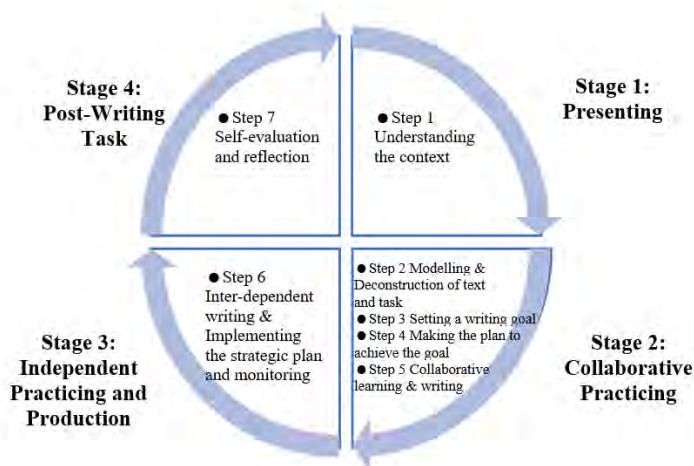 Stage 1:
Presenting
● Step 1
Understanding
the context
Stage 2:
Collaborative
Practicing
● Step 2 Modelling &
Deconstruction of text
and task
● Step 3 Setting a writing goal
● Step 4 Making the plan to
achieve the goal
● Step 5 Collaborative
learning & writing
Stage 3:
Independent
Practicing and
Production
● Step 6
Inter-dependent
writing &
Implementing
the strategic plan
and monitoring
Stage 4:
Post-Writing
Task
● Step 7
Self-evaluation
and reflection